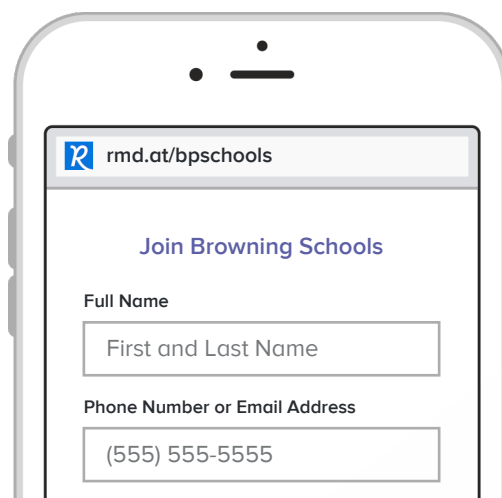 rmd.at/bpschools
Join Browning Schools
Full Name
First and Last Name
Phone Number or Email Address
(555) 555-5555